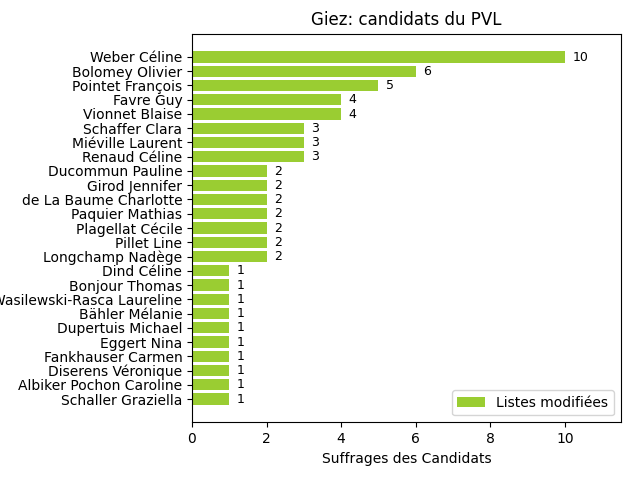 Giez: candidats du PVL
Weber Céline 10
Bolomey Olivier 6
Pointet François 5
Favre Guy 4
Vionnet Blaise 4
Schaffer Clara 3
Miéville Laurent 3
Renaud Céline 3
Ducommun Pauline 2
Girod Jennifer 2
de La Baume Charlotte 2
Paquier Mathias 2
Plagellat Cécile 2
Pillet Line 2
Longchamp Nadège 2
Dind Céline 1
Bonjour Thomas 1
Wasilewski-Rasca Laureline 1
Bähler Mélanie 1
Dupertuis Michael 1
Eggert Nina 1
Fankhauser Carmen 1
Diserens Véronique 1
Albiker Pochon Caroline 1
Schaller Graziella 1
Listes modifiées
0 2 4 6 8 10
Suffrages des Candidats